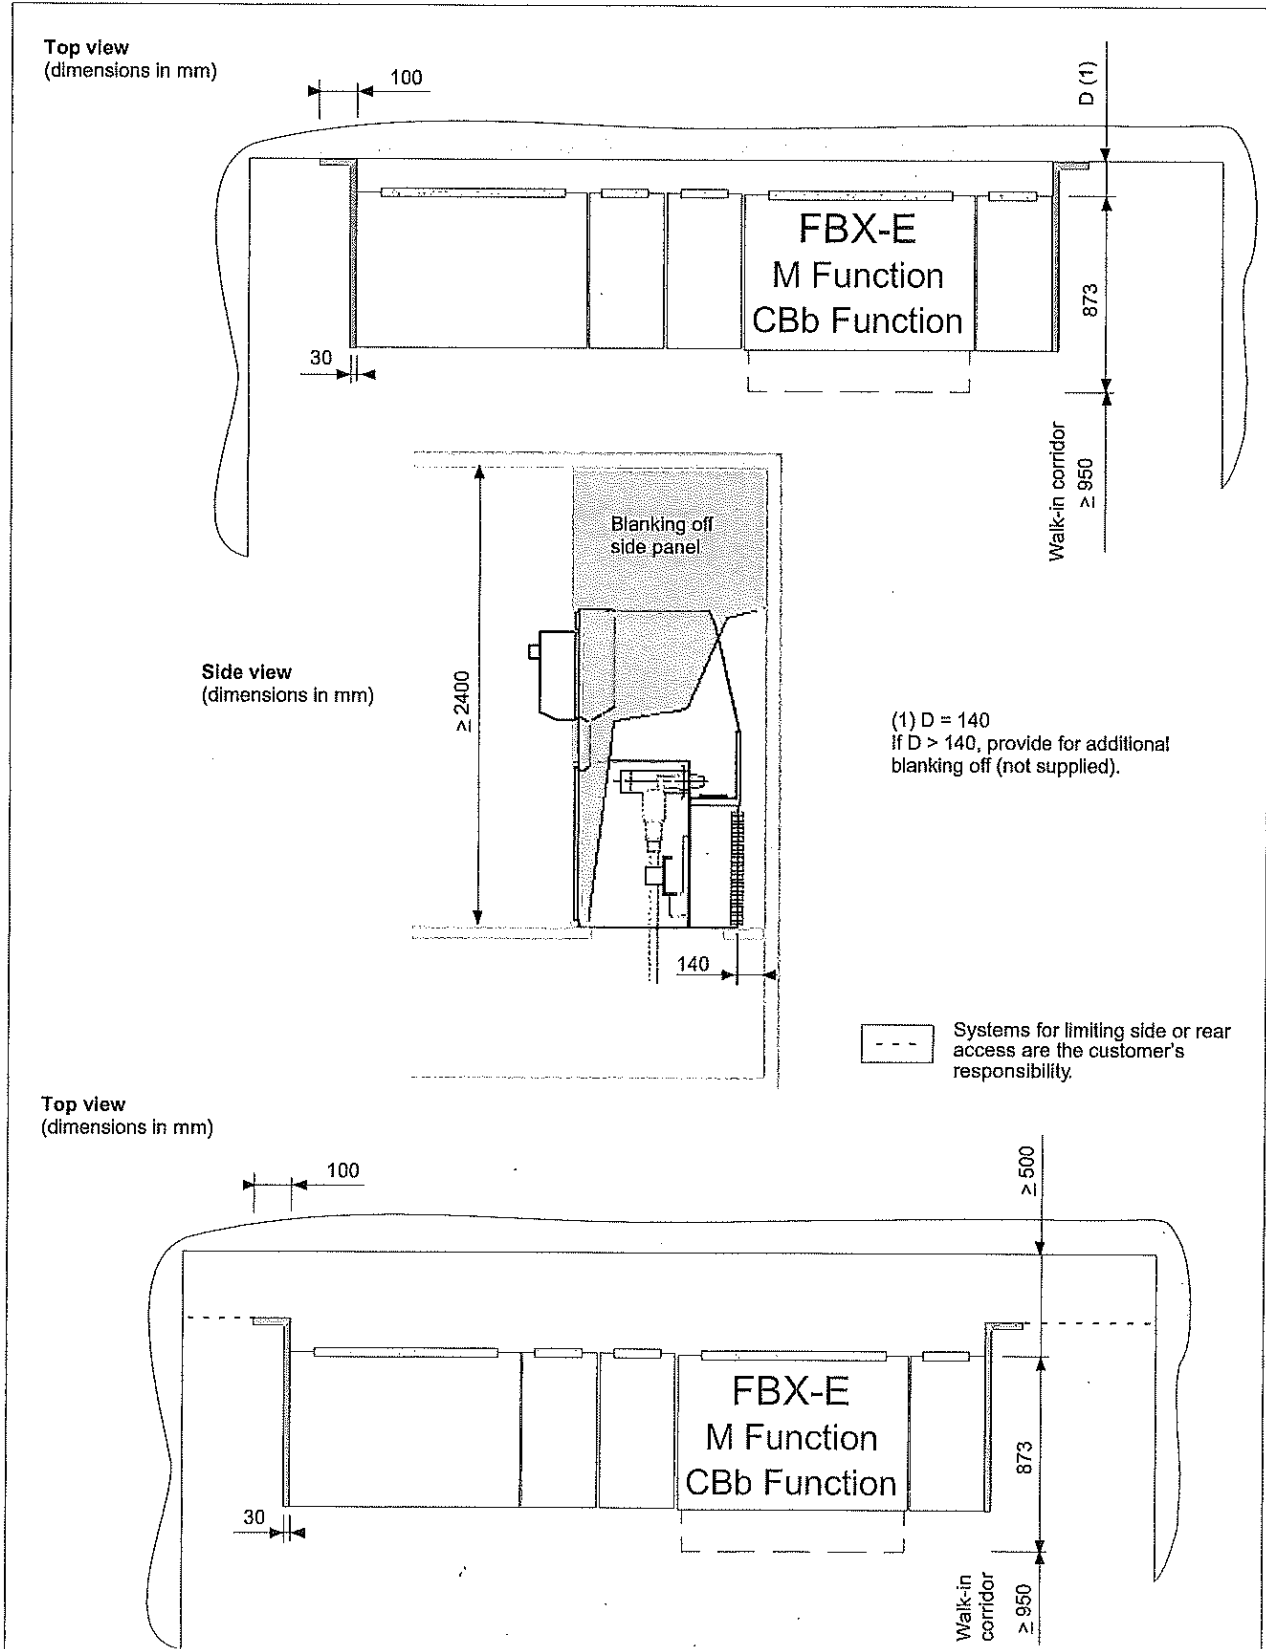 Top view
(dimensions in mm)
100
D (1)
FBX-E
M Function
CBb Function
873
30
Walk-in corridor
≥ 950
Blanking off
side panel
Side view
(dimensions in mm)
≥ 2400
(1) D = 140
If D > 140, provide for additional
blanking off (not supplied).
140
Systems for limiting side or rear
access are the customer's
responsibility.
Top view
(dimensions in mm)
100
≥ 500
FBX-E
M Function
CBb Function
873
30
Walk-in
corridor
≥ 950